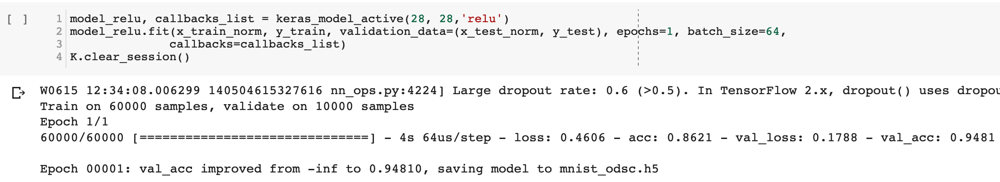 [ ] 1 model_relu, callbacks_list = keras_model_active(28, 28,'relu')
2 model_relu.fit(x_train_norm, y_train, validation_data=(x_test_norm, y_test), epochs=1, batch_size=64,
3 callbacks=callbacks_list)
4 K.clear_session()
W0615 12:34:08.006299 140504615327616 nn_ops.py:4224] Large dropout rate: 0.6 (>0.5). In TensorFlow 2.x, dropout() uses dropou
Train on 60000 samples, validate on 10000 samples
Epoch 1/1
60000/60000 [==============================] - 4s 64us/step - loss: 0.4606 - acc: 0.8621 - val_loss: 0.1788 - val_acc: 0.9481
Epoch 00001: val_acc improved from -inf to 0.94810, saving model to mnist_odsc.h5